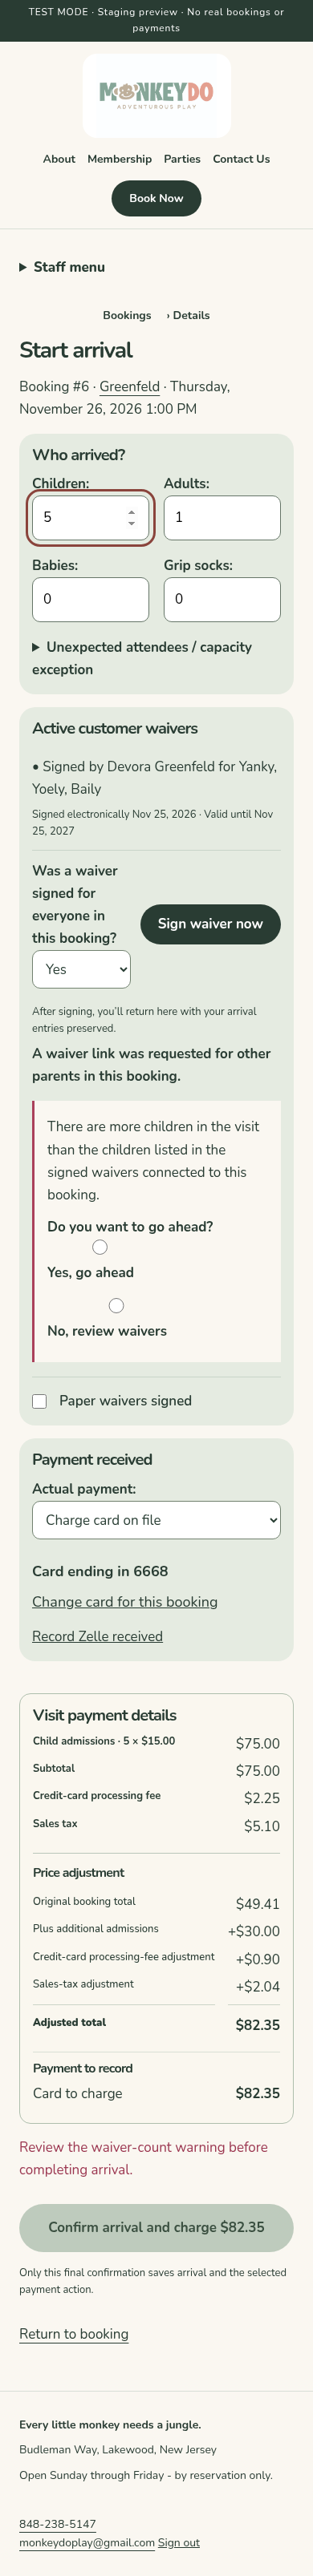 TEST MODE · Staging preview · No real bookings or
payments
MONKEYDO
ADVENTUROUS PLAY
About Membership Parties Contact Us
Book Now
▶ Staff menu
Bookings › Details
Start arrival
Booking #6 · Greenfeld · Thursday,
November 26, 2026 1:00 PM
Who arrived?
Children: Adults:
5 1
Babies: Grip socks:
0 0
▶ Unexpected attendees / capacity
exception
Active customer waivers
• Signed by Devora Greenfeld for Yanky,
Yoely, Baily
Signed electronically Nov 25, 2026 · Valid until Nov
25, 2027
Was a waiver
signed for
everyone in
this booking?
Yes
Sign waiver now
After signing, you’ll return here with your arrival
entries preserved.
A waiver link was requested for other
parents in this booking.
There are more children in the visit
than the children listed in the
signed waivers connected to this
booking.
Do you want to go ahead?
Yes, go ahead
No, review waivers
Paper waivers signed
Payment received
Actual payment:
Charge card on file
Card ending in 6668
Change card for this booking
Record Zelle received
Visit payment details
Child admissions · 5 × $15.00 $75.00
Subtotal $75.00
Credit-card processing fee $2.25
Sales tax $5.10
Price adjustment
Original booking total $49.41
Plus additional admissions +$30.00
Credit-card processing-fee adjustment +$0.90
Sales-tax adjustment +$2.04
Adjusted total $82.35
Payment to record
Card to charge $82.35
Review the waiver-count warning before
completing arrival.
Confirm arrival and charge $82.35
Only this final confirmation saves arrival and the selected
payment action.
Return to booking
Every little monkey needs a jungle.
Budleman Way, Lakewood, New Jersey
Open Sunday through Friday - by reservation only.
848-238-5147
monkeydoplay@gmail.com Sign out